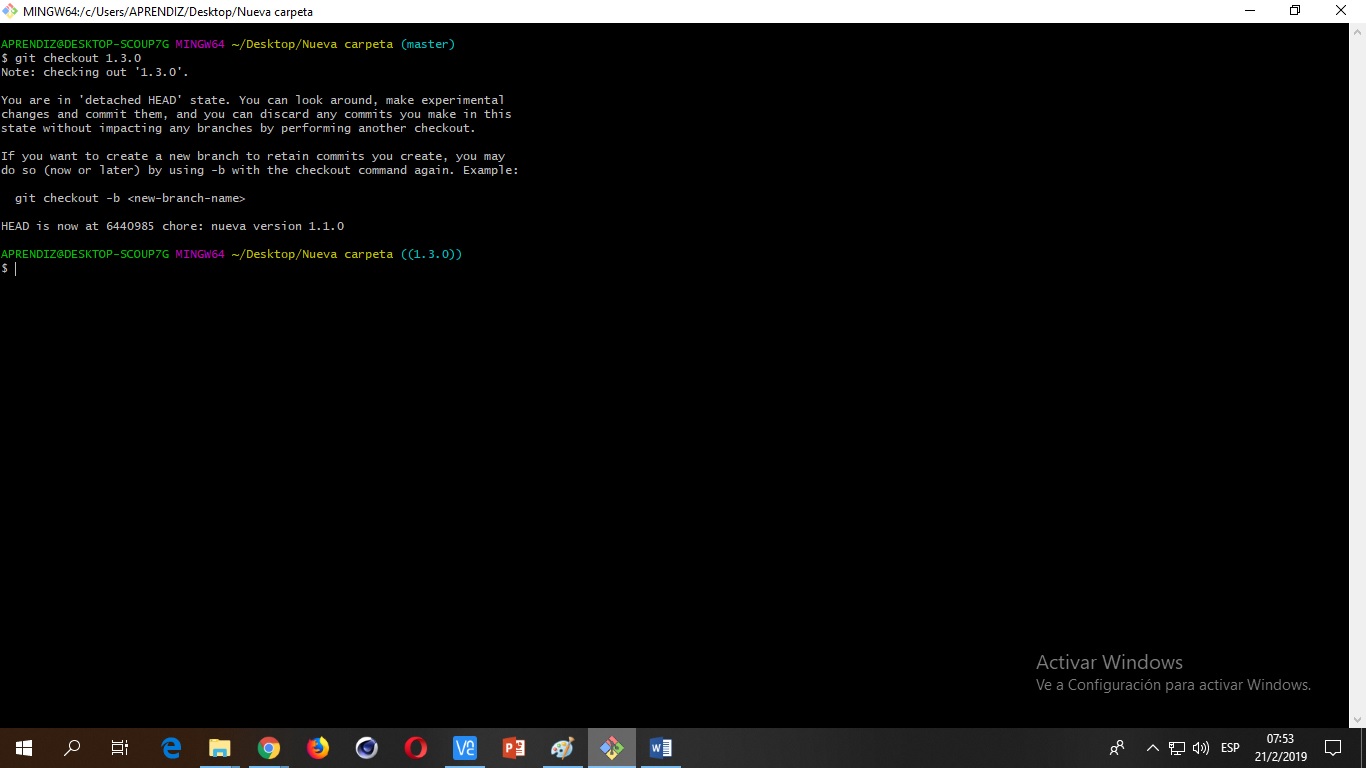 MINGW64:/c/Users/APRENDIZ/Desktop/Nueva carpeta
APRENDIZ@DESKTOP-SCOUP7G MINGW64 ~/Desktop/Nueva carpeta (master)
$ git checkout 1.3.0
Note: checking out '1.3.0'.
You are in 'detached HEAD' state. You can look around, make experimental
changes and commit them, and you can discard any commits you make in this
state without impacting any branches by performing another checkout.
If you want to create a new branch to retain commits you create, you may
do so (now or later) by using -b with the checkout command again. Example:
git checkout -b <new-branch-name>
HEAD is now at 6440985 chore: nueva version 1.1.0
APRENDIZ@DESKTOP-SCOUP7G MINGW64 ~/Desktop/Nueva carpeta ((1.3.0))
$
Activar Windows
Ve a Configuración para activar Windows.
ESP
07:53
21/2/2019